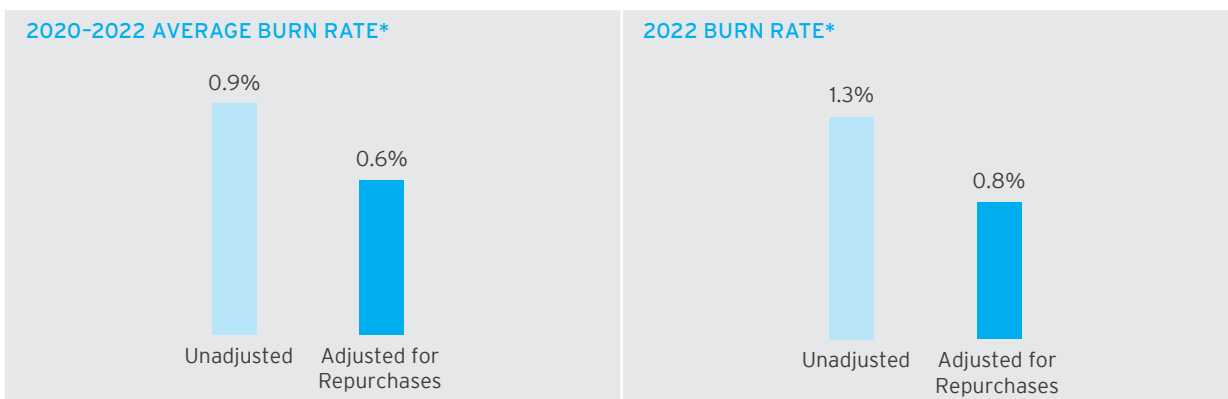 2020–2022 AVERAGE BURN RATE*
0.9%
0.6%
Unadjusted
Adjusted for
Repurchases
2022 BURN RATE*
1.3%
0.8%
Unadjusted
Adjusted for
Repurchases